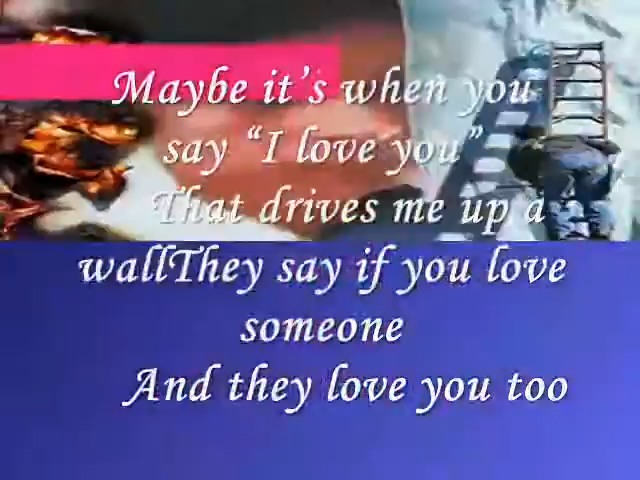 Maybe it’s when you
say “I love you”
That drives me up a
wallThey say if you love
someone
And they love you too